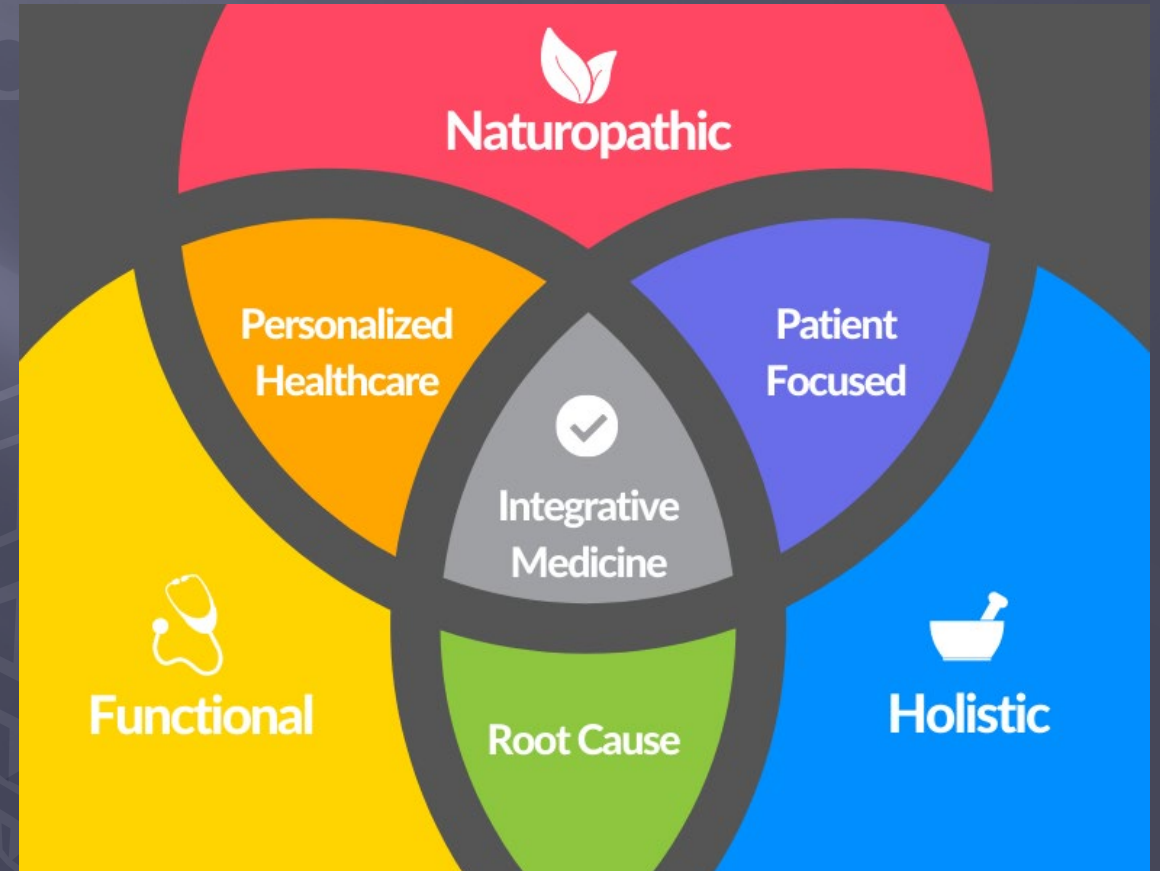 Naturopathic
Personalized
Healthcare
Patient
Focused
Integrative
Medicine
Functional
Holistic
Root Cause